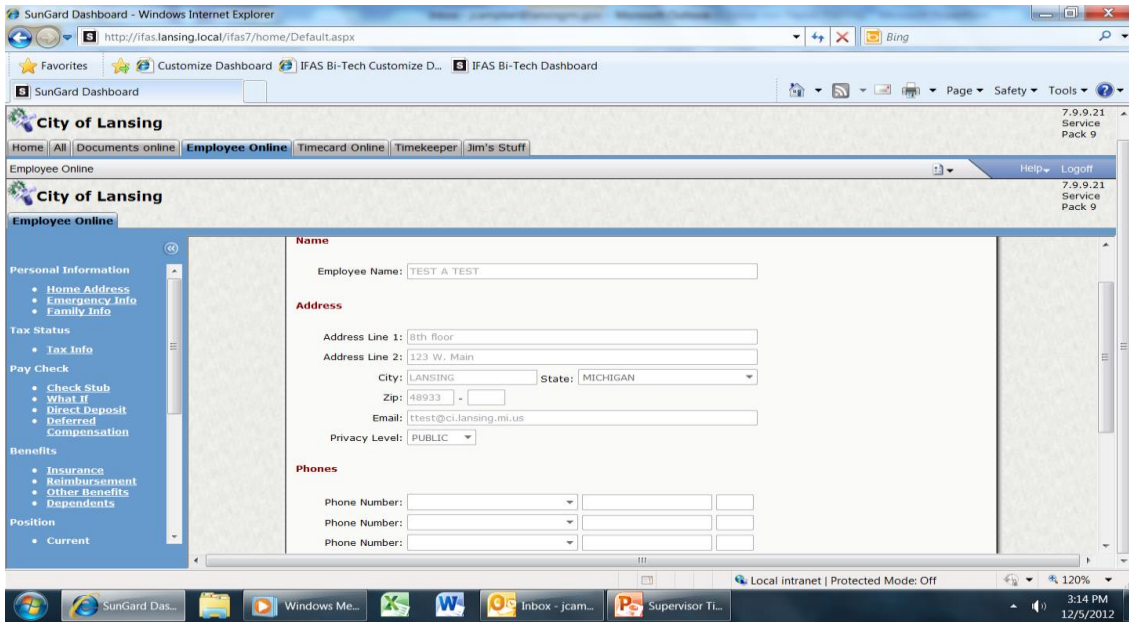 SunGard Dashboard - Windows Internet Explorer
http://ifas.lansing.local/ifas7/home/Default.aspx
Bing
Favorites Customize Dashboard IFAS Bi-Tech Customize D... IFAS Bi-Tech Dashboard
SunGard Dashboard
Page Safety Tools
City of Lansing
7.9.9.21
Service
Pack 9
Home All Documents online Employee Online Timecard Online Timekeeper Jim's Stuff
Employee Online
Help Logoff
City of Lansing
7.9.9.21
Service
Pack 9
Employee Online
Personal Information
Home Address
Emergency Info
Family Info
Tax Status
Tax Info
Pay Check
Check Stub
What If
Direct Deposit
Deferred
Compensation
Benefits
Insurance
Reimbursement
Other Benefits
Dependents
Position
Current
Name
Employee Name: TEST A TEST
Address
Address Line 1: 8th floor
Address Line 2: 123 W. Main
City: LANSING State: MICHIGAN
Zip: 48933 -
Email: ttest@ci.lansing.mi.us
Privacy Level: PUBLIC
Phones
Phone Number:
Phone Number:
Phone Number:
Local intranet | Protected Mode: Off
120%
SunGard Das...
Windows Me...
Inbox - jcam...
Supervisor Ti...
3:14 PM
12/5/2012